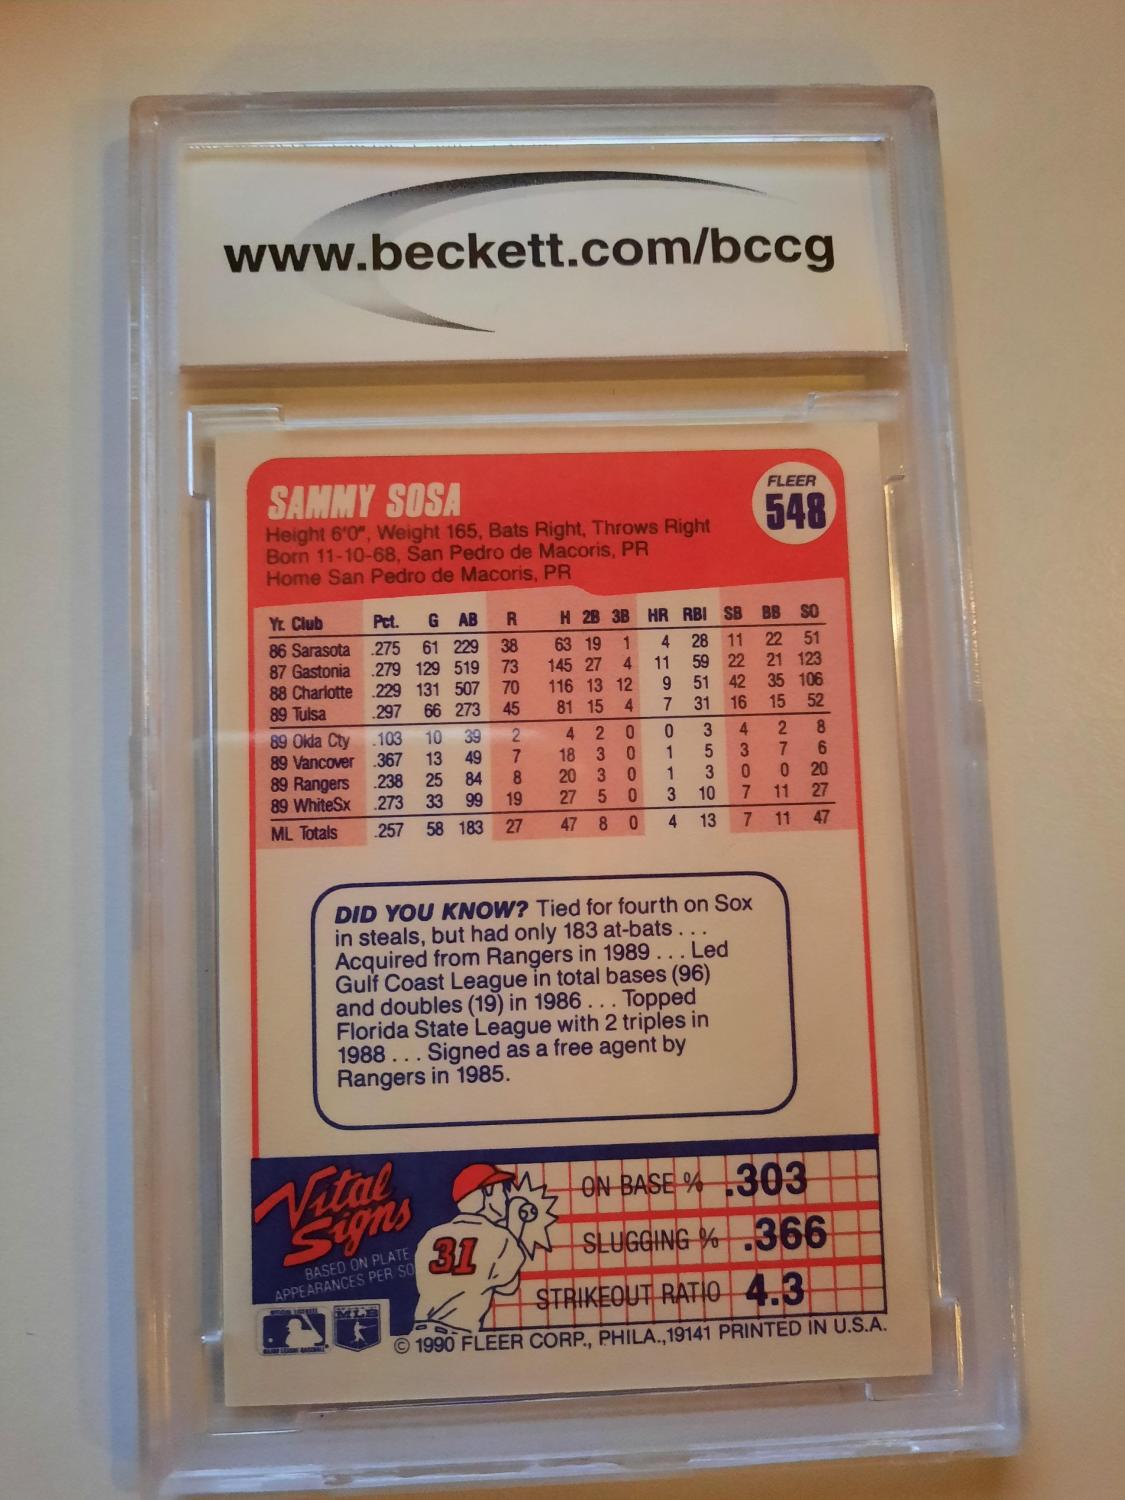 www.beckett.com/bccg
SAMMY SOSA
FLEER
548
Height 6'0", Weight 165, Bats Right, Throws Right
Born 11-10-68, San Pedro de Macoris, PR
Home San Pedro de Macoris, PR
Yr. Club Pct. G AB R H 2B 3B HR RBI SB BB SO
86 Sarasota .275 61 229 38 63 19 1 4 28 11 22 51
87 Gastonia .279 129 519 73 145 27 4 11 59 22 21 123
88 Charlotte .229 131 507 70 116 13 12 9 51 42 35 106
89 Tulsa .297 66 273 45 81 15 4 7 31 16 15 52
89 Okla Cty .103 10 39 2 4 2 0 0 3 4 2 8
89 Vancover .367 13 49 7 18 3 0 1 5 3 7 6
89 Rangers .238 25 84 8 20 3 0 1 3 0 0 20
89 WhiteSx .273 33 99 19 27 5 0 3 10 7 11 27
ML Totals .257 58 183 27 47 8 0 4 13 7 11 47
DID YOU KNOW? Tied for fourth on Sox
in steals, but had only 183 at-bats . . .
Acquired from Rangers in 1989 . . . Led
Gulf Coast League in total bases (96)
and doubles (19) in 1986 . . . Topped
Florida State League with 2 triples in
1988 . . . Signed as a free agent by
Rangers in 1985.
Vital
Signs
BASED ON PLATE
APPEARANCES PER SO
31
ON BASE % .303
SLUGGING % .366
STRIKEOUT RATIO 4.3
MLB
© 1990 FLEER CORP., PHILA.,19141 PRINTED IN U.S.A.